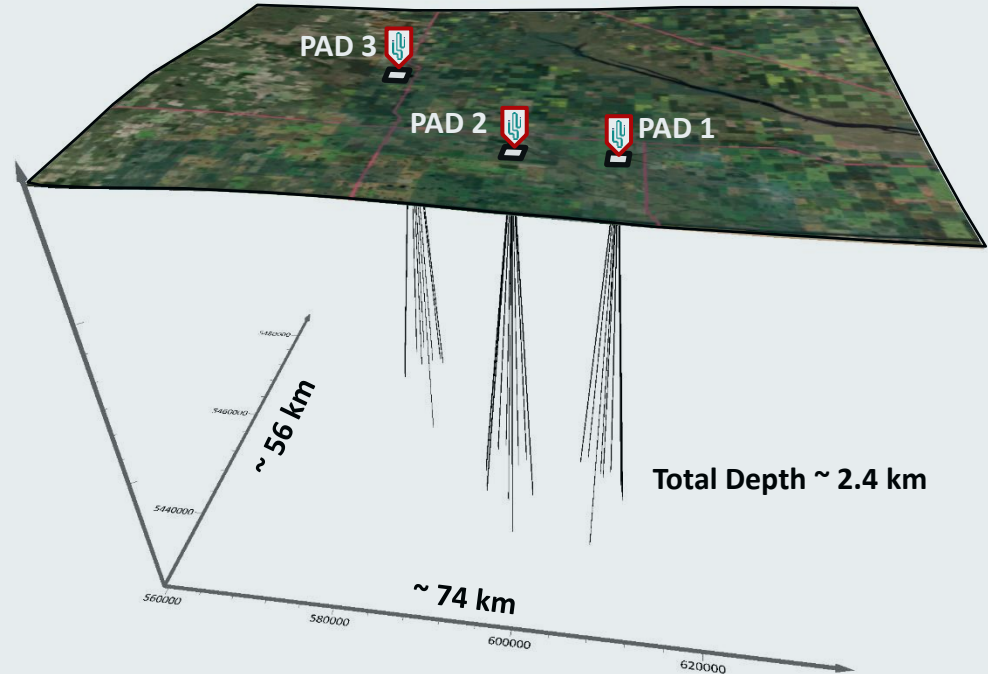 PAD 3
PAD 2
PAD 1
5480000
5460000
~ 56 km
Total Depth ~ 2.4 km
5440000
~ 74 km
560000
580000
600000
620000